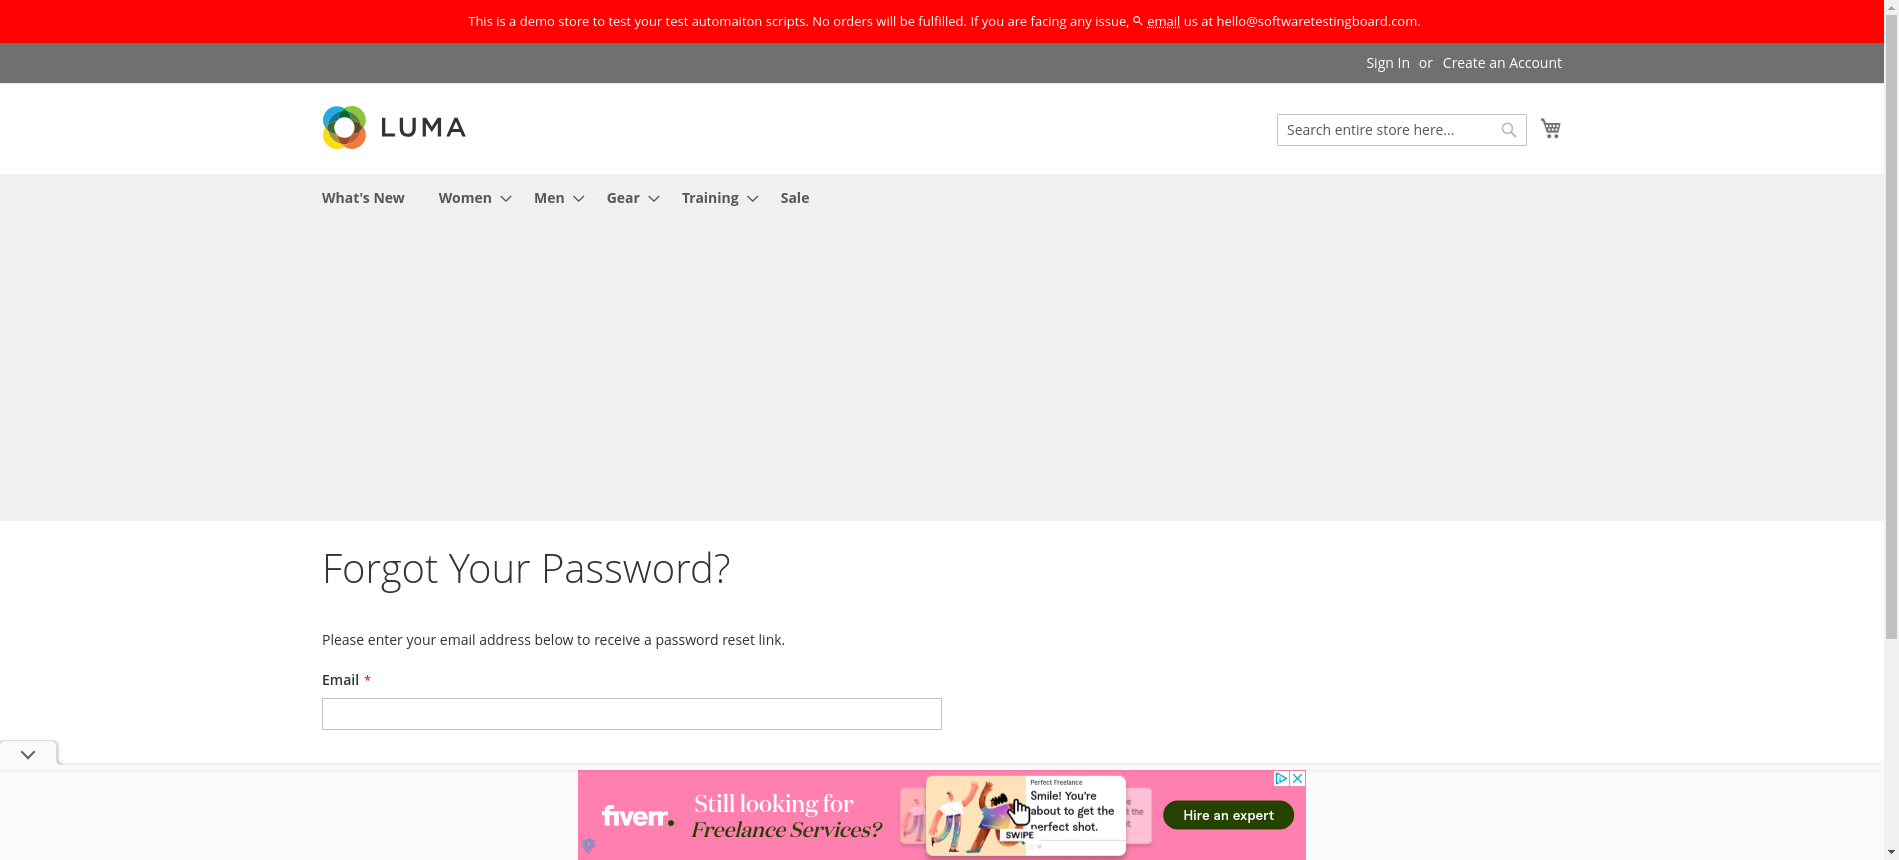 This is a demo store to test your test automaiton scripts. No orders will be fulfilled. If you are facing any issue, email us at hello@softwaretestingboard.com.
Sign In or Create an Account
LUMA
Search entire store here...
What's New Women Men Gear Training Sale
Forgot Your Password?
Please enter your email address below to receive a password reset link.
Email *
fiverr.
Still looking for
Freelance Services?
Perfect Freelance
Smile! You're
about to get the
perfect shot.
SWIPE
Hire an expert